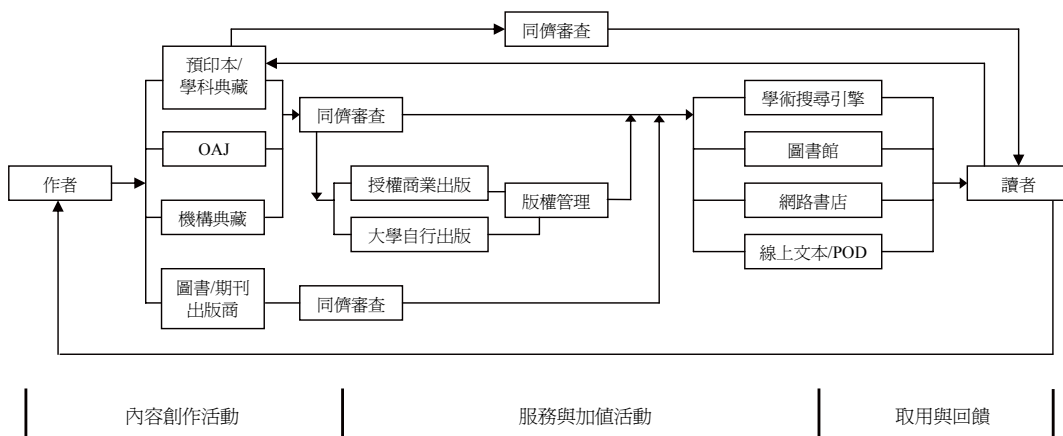 同儕審查
預印本/
學科典藏
學術搜尋引擎
同儕審查
OAJ
圖書館
作者
授權商業出版
版權管理
網路書店
讀者
機構典藏
大學自行出版
線上文本/POD
圖書/期刊
出版商
同儕審查
內容創作活動
服務與加值活動
取用與回饋